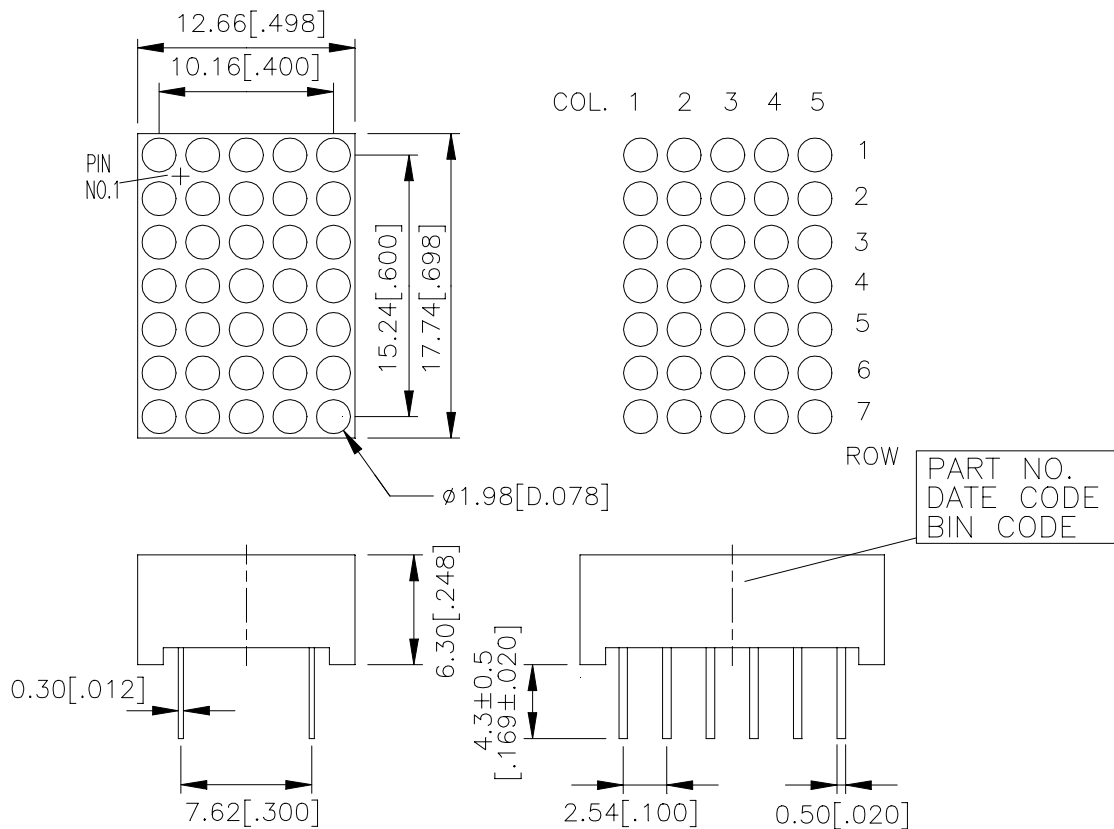 12.66[.498]
10.16[.400]
COL. 1 2 3 4 5
PIN
NO.1
1
2
3
4
5
6
7
ROW
15.24[.600]
17.74[.698]
ø1.98[D.078]
PART NO.
DATE CODE
BIN CODE
6.30[.248]
0.30[.012]
7.62[.300]
4.3±0.5
[.169±.020]
2.54[.100]
0.50[.020]